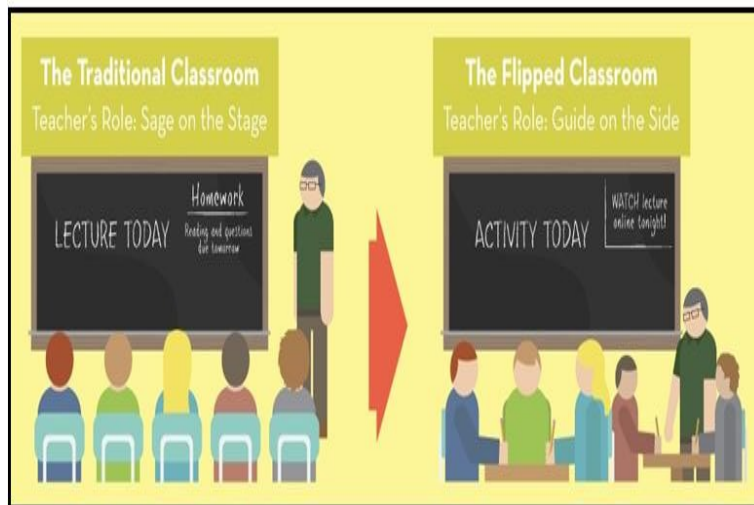 The Traditional Classroom
Teacher's Role: Sage on the Stage
LECTURE TODAY
Homework
Reading and questions
due tomorrow
The Flipped Classroom
Teacher's Role: Guide on the Side
ACTIVITY TODAY
WATCH lecture
online tonight!